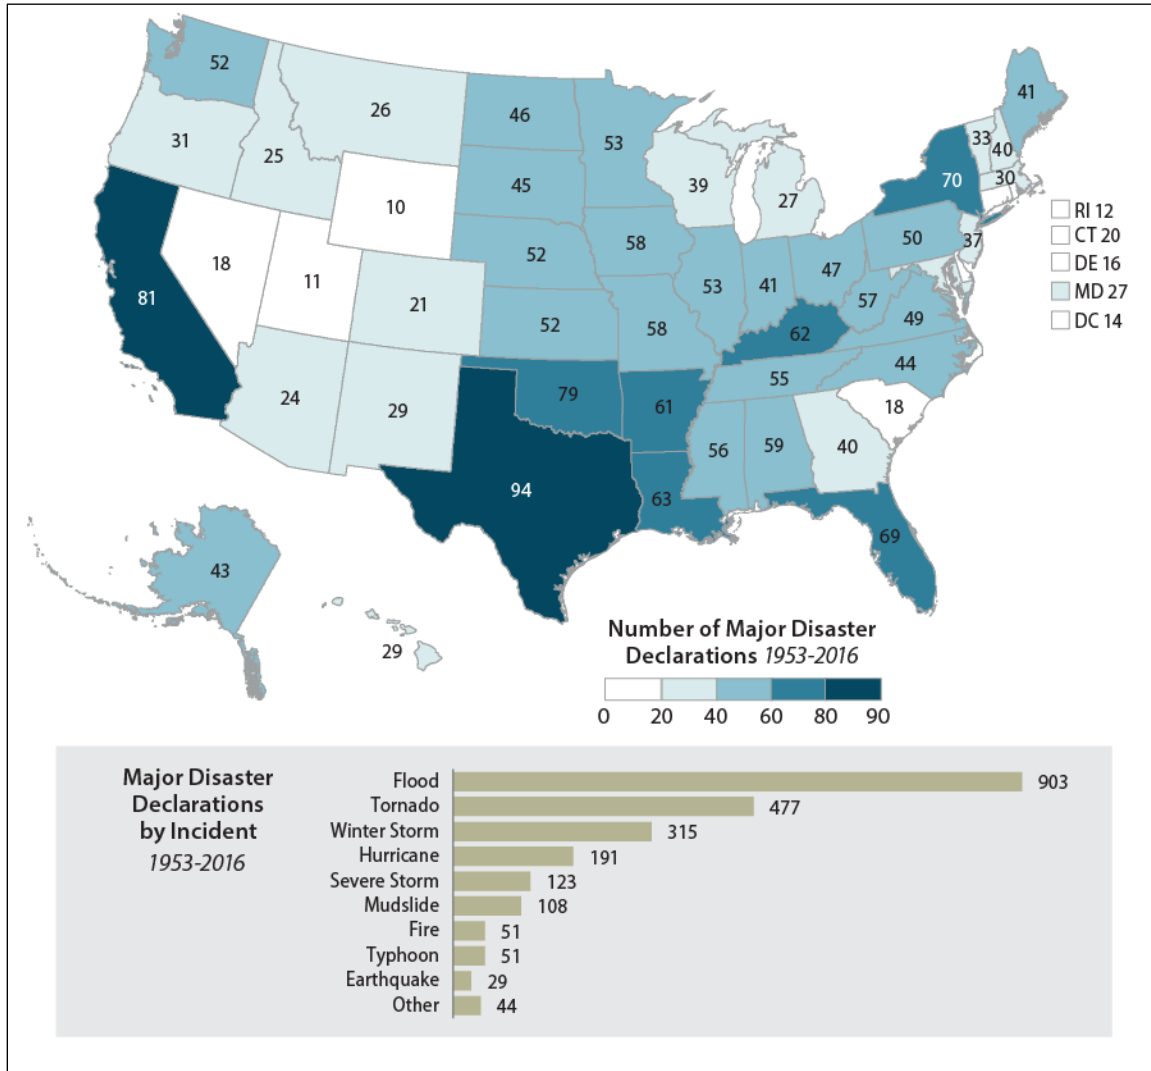 52
26
46
53
41
31
25
33
40
45
39
27
70
30
10
RI 12
CT 20
DE 16
MD 27
DC 14
18
11
52
58
50
37
81
21
53
41
47
57
49
52
58
62
44
24
29
79
61
55
18
94
56
59
40
63
69
43
29
Number of Major Disaster
Declarations 1953-2016
0 20 40 60 80 90
Major Disaster
Declarations
by Incident
1953-2016
Flood 903
Tornado 477
Winter Storm 315
Hurricane 191
Severe Storm 123
Mudslide 108
Fire 51
Typhoon 51
Earthquake 29
Other 44